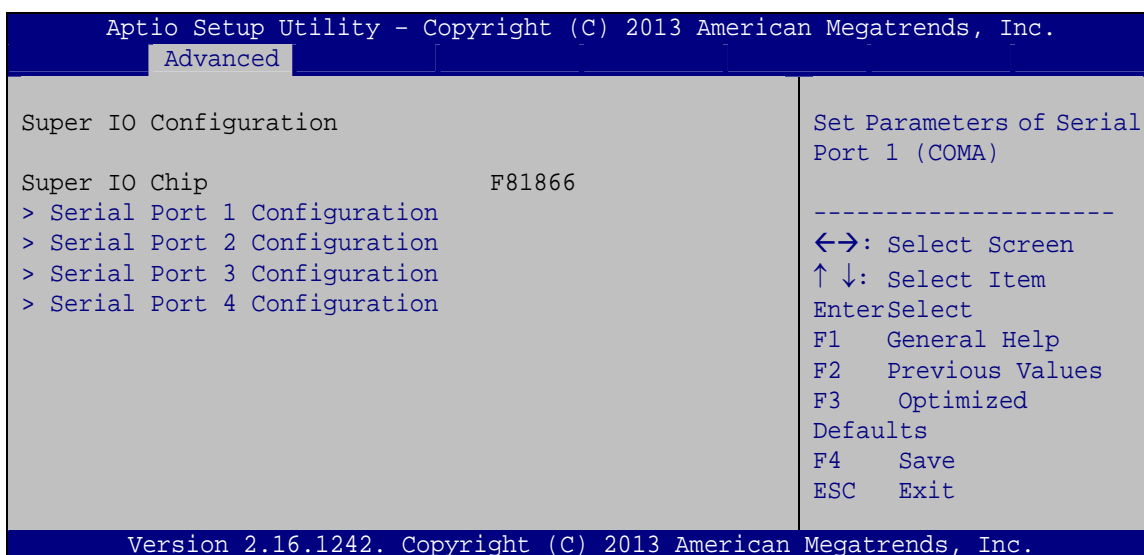 Aptio Setup Utility – Copyright (C) 2013 American Megatrends, Inc.
Advanced
Super IO Configuration
Super IO Chip F81866
> Serial Port 1 Configuration
> Serial Port 2 Configuration
> Serial Port 3 Configuration
> Serial Port 4 Configuration
Set Parameters of Serial
Port 1 (COMA)
---------------------
←→: Select Screen
↑ ↓: Select Item
EnterSelect
F1 General Help
F2 Previous Values
F3 Optimized
Defaults
F4 Save
ESC Exit
Version 2.16.1242. Copyright (C) 2013 American Megatrends, Inc.